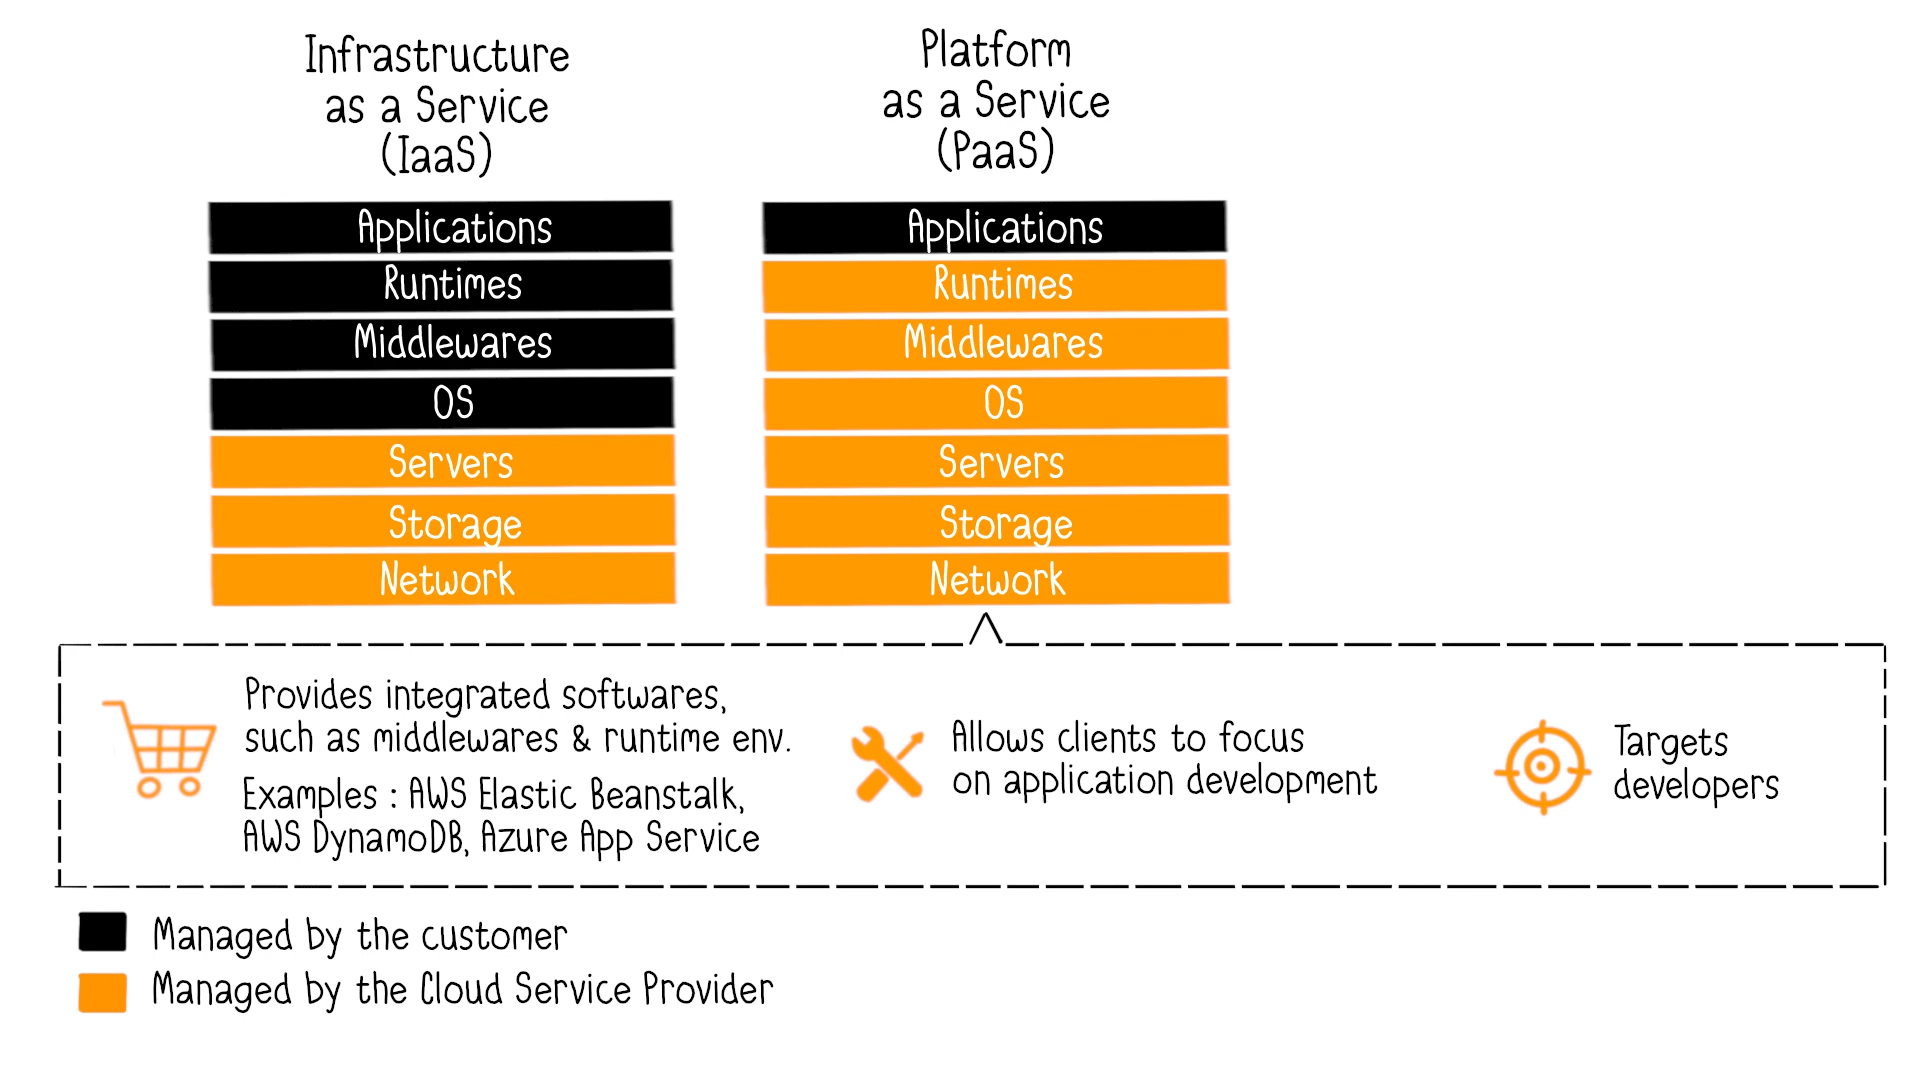 Infrastructure
as a Service
(IaaS)
Applications
Runtimes
Middlewares
OS
Servers
Storage
Network
Platform
as a Service
(PaaS)
Applications
Runtimes
Middlewares
OS
Servers
Storage
Network
Provides integrated softwares,
such as middlewares & runtime env.
Examples : AWS Elastic Beanstalk,
AWS DynamoDB, Azure App Service
Allows clients to focus
on application development
Targets
developers
Managed by the customer
Managed by the Cloud Service Provider